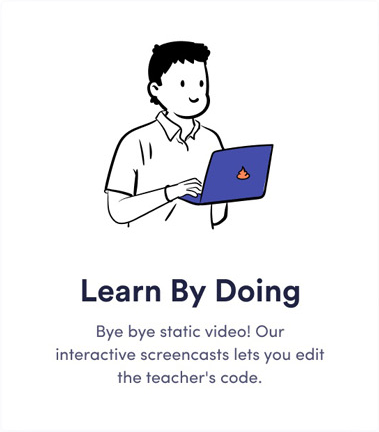 Learn By Doing
Bye bye static video! Our
interactive screencasts lets you edit
the teacher's code.